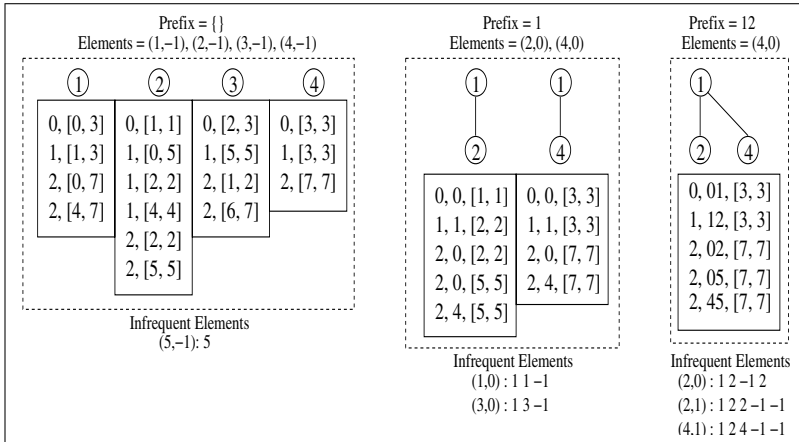 Prefix = {}
Elements = (1,−1), (2,−1), (3,−1), (4,−1)
1 2 3 4
0, [0, 3]
1, [1, 3]
2, [0, 7]
2, [4, 7]
0, [1, 1]
1, [0, 5]
1, [2, 2]
1, [4, 4]
2, [2, 2]
2, [5, 5]
0, [2, 3]
1, [5, 5]
2, [1, 2]
2, [6, 7]
0, [3, 3]
1, [3, 3]
2, [7, 7]
Infrequent Elements
(5,−1): 5
Prefix = 1
Elements = (2,0), (4,0)
1 1
2 4
0, 0, [1, 1]
1, 1, [2, 2]
2, 0, [2, 2]
2, 0, [5, 5]
2, 4, [5, 5]
0, 0, [3, 3]
1, 1, [3, 3]
2, 0, [7, 7]
2, 4, [7, 7]
Infrequent Elements
(1,0) : 1 1 −1
(3,0) : 1 3 −1
Prefix = 12
Elements = (4,0)
1
2 4
0, 01, [3, 3]
1, 12, [3, 3]
2, 02, [7, 7]
2, 05, [7, 7]
2, 45, [7, 7]
Infrequent Elements
(2,0) : 1 2 −1 2
(2,1) : 1 2 2 −1 −1
(4,1) : 1 2 4 −1 −1